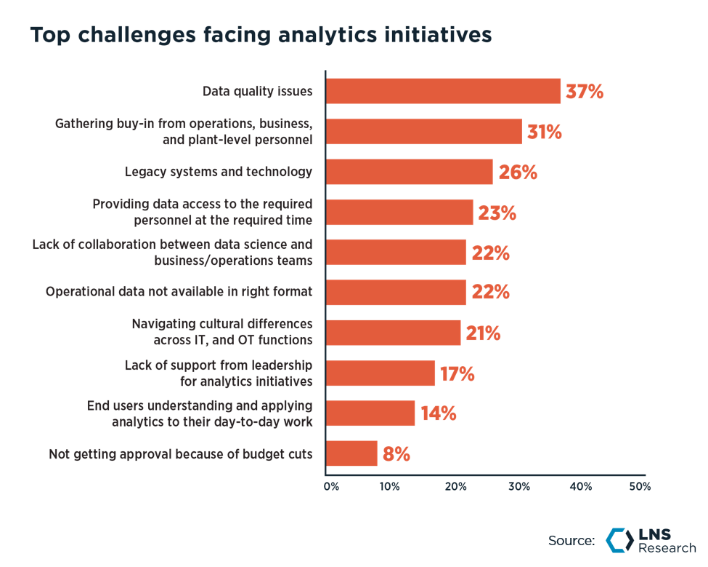 Top challenges facing analytics initiatives
Data quality issues
37%
Gathering buy-in from operations, business,
and plant-level personnel
31%
Legacy systems and technology
26%
Providing data access to the required
personnel at the required time
23%
Lack of collaboration between data science and
business/operations teams
22%
Operational data not available in right format
22%
Navigating cultural differences
across IT, and OT functions
21%
Lack of support from leadership
for analytics initiatives
17%
End users understanding and applying
analytics to their day-to-day work
14%
Not getting approval because of budget cuts
8%
0% 10% 20% 30% 40% 50%
Source:
LNS
Research